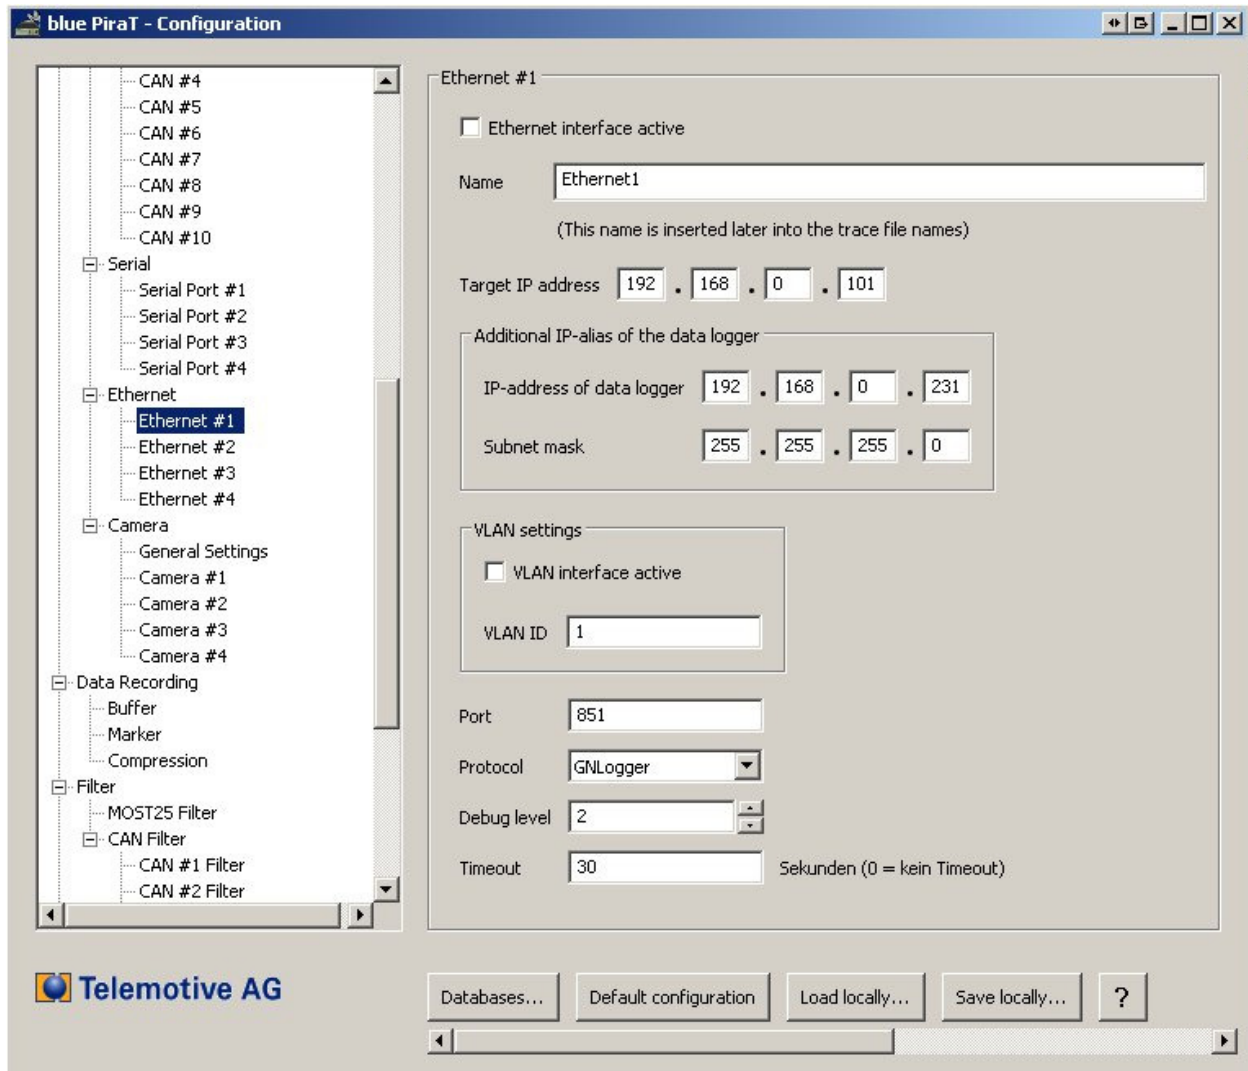 blue PiraT - Configuration
CAN #4
CAN #5
CAN #6
CAN #7
CAN #8
CAN #9
CAN #10
Serial
Serial Port #1
Serial Port #2
Serial Port #3
Serial Port #4
Ethernet
Ethernet #1
Ethernet #2
Ethernet #3
Ethernet #4
Camera
General Settings
Camera #1
Camera #2
Camera #3
Camera #4
Data Recording
Buffer
Marker
Compression
Filter
MOST25 Filter
CAN Filter
CAN #1 Filter
CAN #2 Filter
Ethernet #1
Ethernet interface active
Name Ethernet1
(This name is inserted later into the trace file names)
Target IP address 192 . 168 . 0 . 101
Additional IP-alias of the data logger
IP-address of data logger 192 . 168 . 0 . 231
Subnet mask 255 . 255 . 255 . 0
VLAN settings
VLAN interface active
VLAN ID 1
Port 851
Protocol GNLogger
Debug level 2
Timeout 30 Sekunden (0 = kein Timeout)
Telemotive AG
Databases... Default configuration Load locally... Save locally... ?